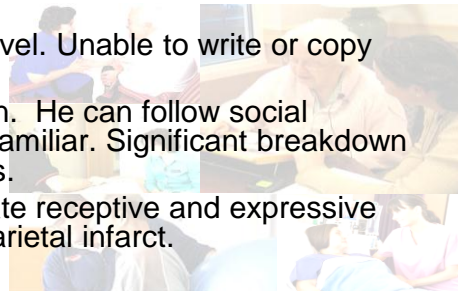 vel. Unable to write or copy
n. He can follow social
amiliar. Significant breakdown
s.
te receptive and expressive
arietal infarct.